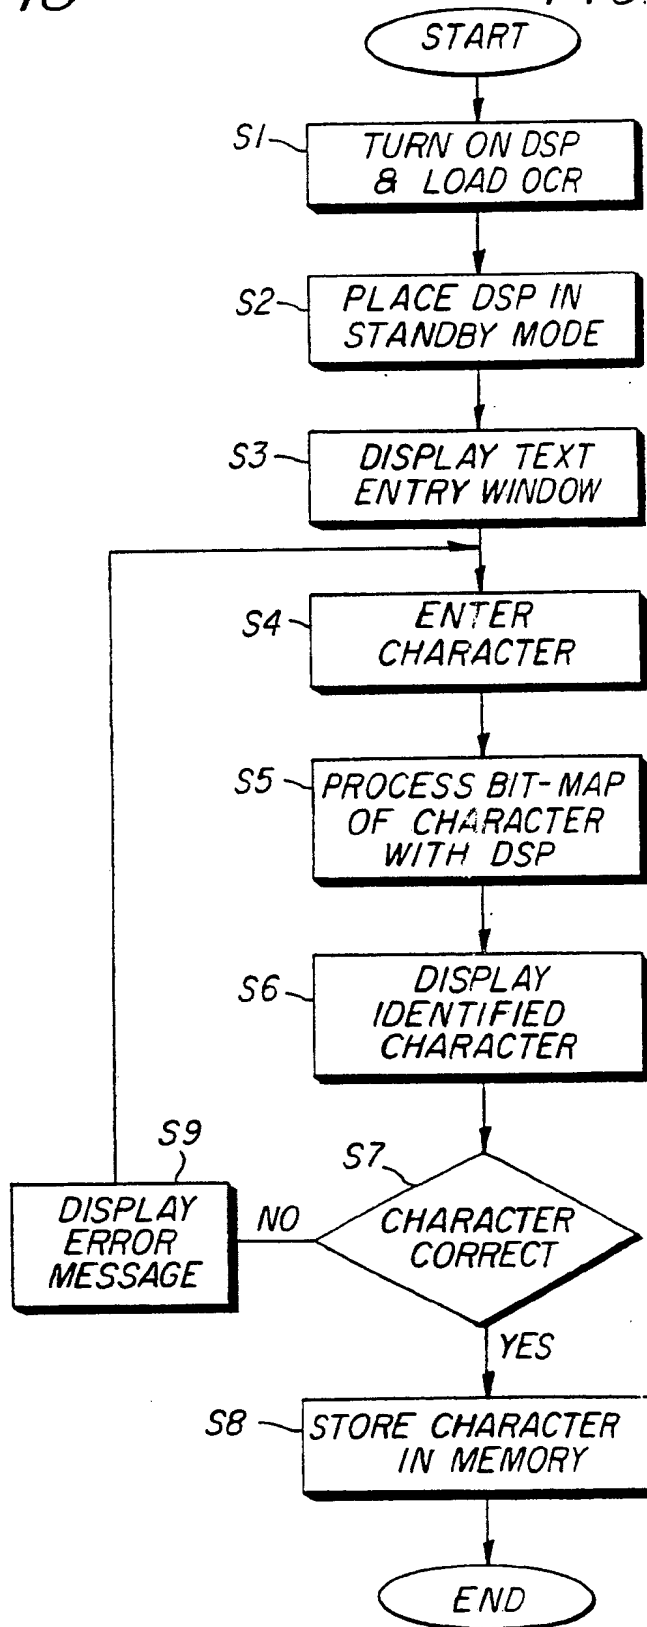 START
S1
TURN ON DSP
& LOAD OCR
S2
PLACE DSP IN
STANDBY MODE
S3
DISPLAY TEXT
ENTRY WINDOW
S4
ENTER
CHARACTER
S5
PROCESS BIT-MAP
OF CHARACTER
WITH DSP
S6
DISPLAY
IDENTIFIED
CHARACTER
S7
CHARACTER
CORRECT
NO
S9
DISPLAY
ERROR
MESSAGE
YES
S8
STORE CHARACTER
IN MEMORY
END